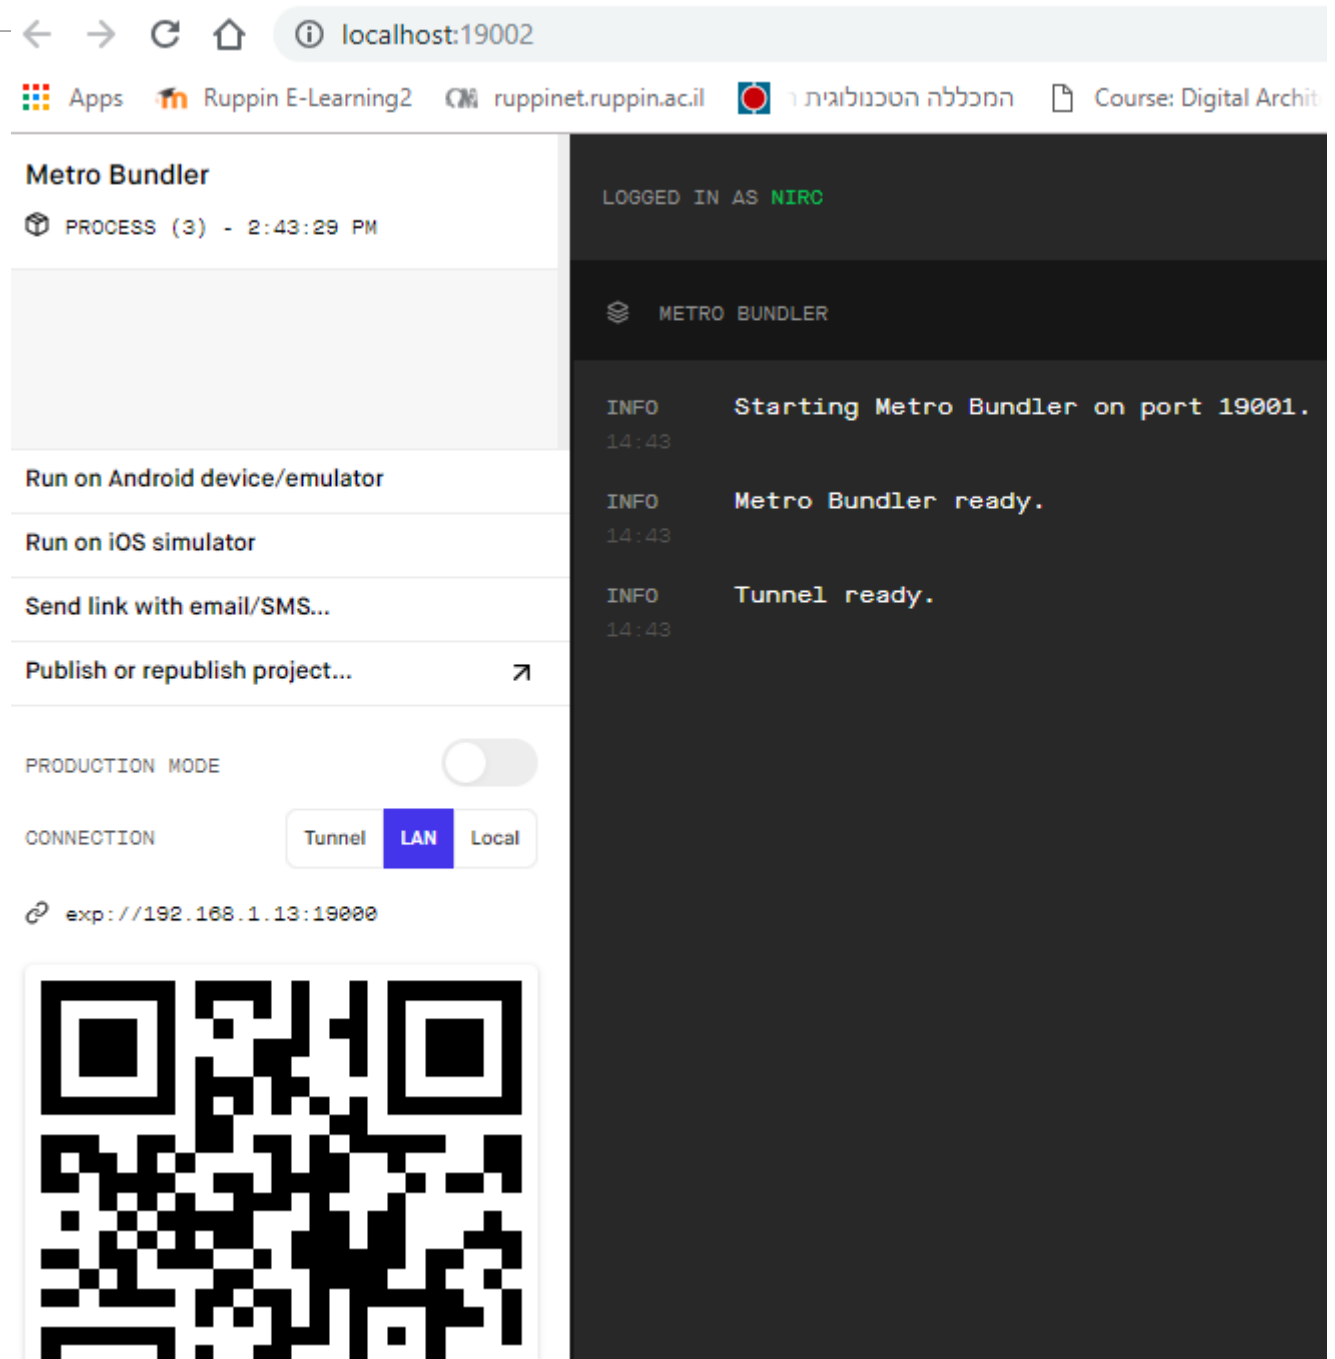 localhost:19002
Apps Ruppin E-Learning2 ruppinet.ruppin.ac.il המכללה הטכנולוגית Course: Digital Archit
Metro Bundler
PROCESS (3) - 2:43:29 PM
LOGGED IN AS NIRC
METRO BUNDLER
INFO Starting Metro Bundler on port 19001.
14:43
INFO Metro Bundler ready.
14:43
INFO Tunnel ready.
14:43
Run on Android device/emulator
Run on iOS simulator
Send link with email/SMS...
Publish or republish project...
PRODUCTION MODE
CONNECTION Tunnel LAN Local
exp://192.168.1.13:19000